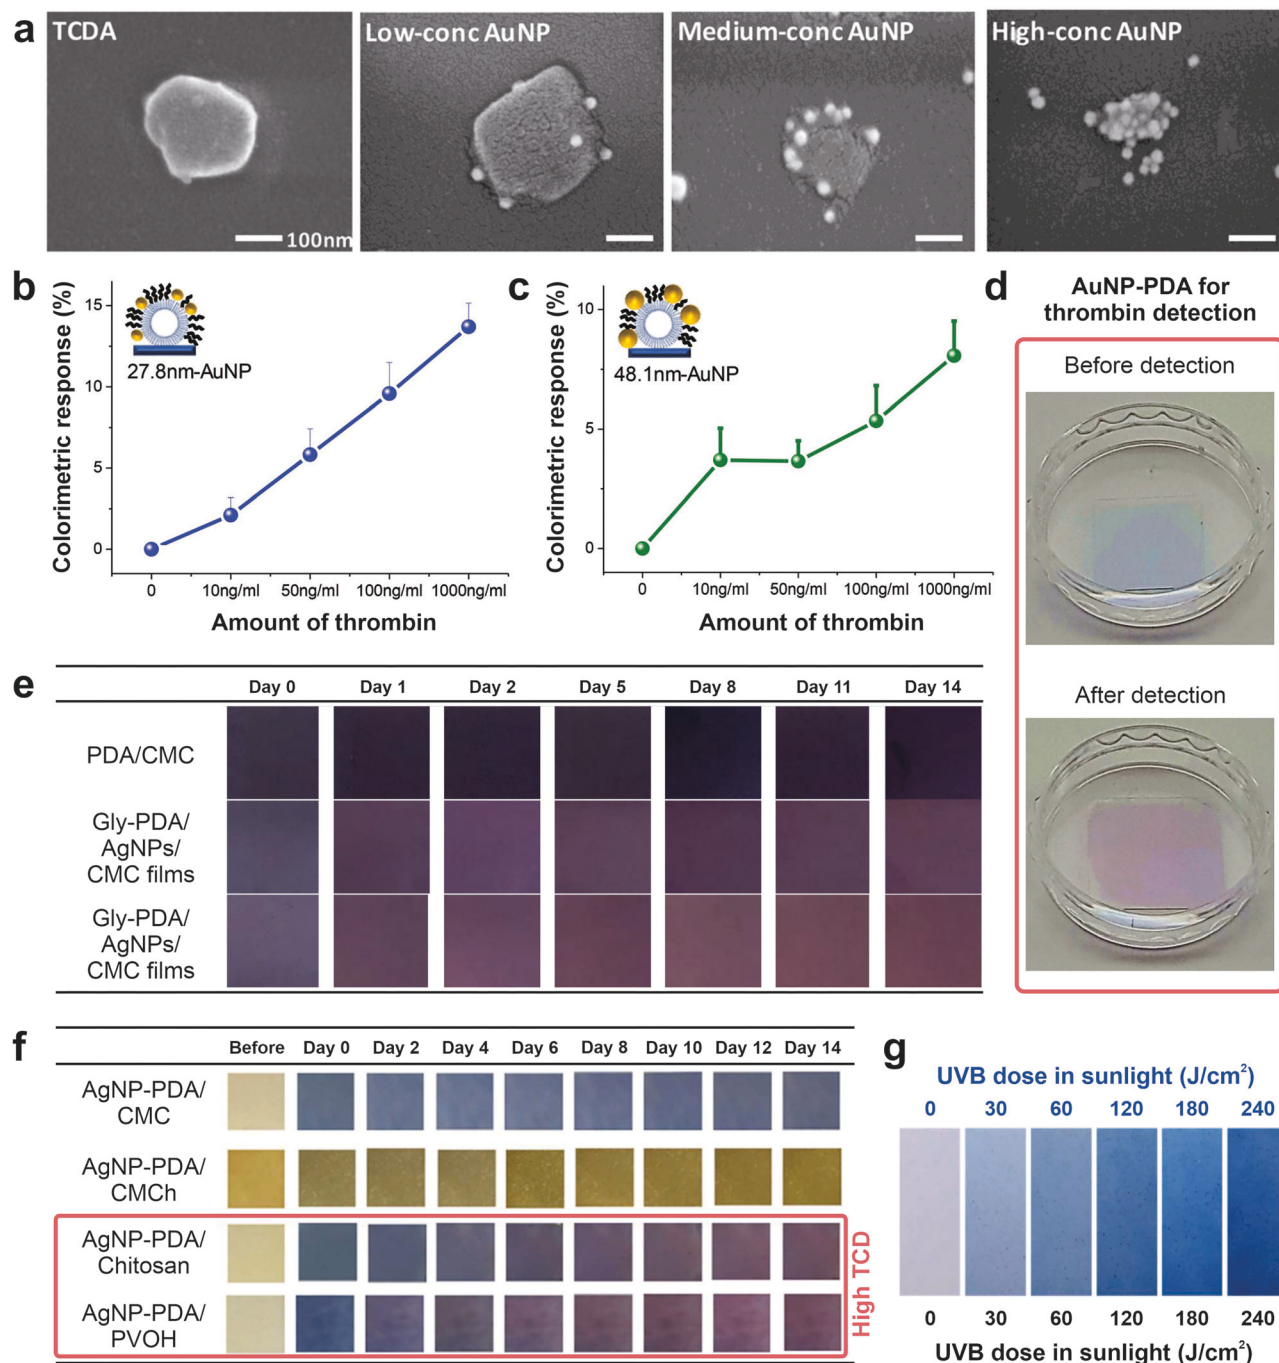 a
TCDA
Low-conc AuNP
Medium-conc AuNP
High-conc AuNP
100nm
b
Colorimetric response (%)
15
10
5
0
27.8nm-AuNP
0 10ng/ml 50ng/ml 100ng/ml 1000ng/ml
Amount of thrombin
c
Colorimetric response (%)
10
5
0
48.1nm-AuNP
0 10ng/ml 50ng/ml 100ng/ml 1000ng/ml
Amount of thrombin
d
AuNP-PDA for
thrombin detection
Before detection
After detection
e
Day 0 Day 1 Day 2 Day 5 Day 8 Day 11 Day 14
PDA/CMC
Gly-PDA/
AgNPs/
CMC films
Gly-PDA/
AgNPs/
CMC films
f
Before Day 0 Day 2 Day 4 Day 6 Day 8 Day 10 Day 12 Day 14
AgNP-PDA/
CMC
AgNP-PDA/
CMCh
AgNP-PDA/
Chitosan
AgNP-PDA/
PVOH
High TCD
g
UVB dose in sunlight (J/cm²)
0 30 60 120 180 240
0 30 60 120 180 240
UVB dose in sunlight (J/cm²)